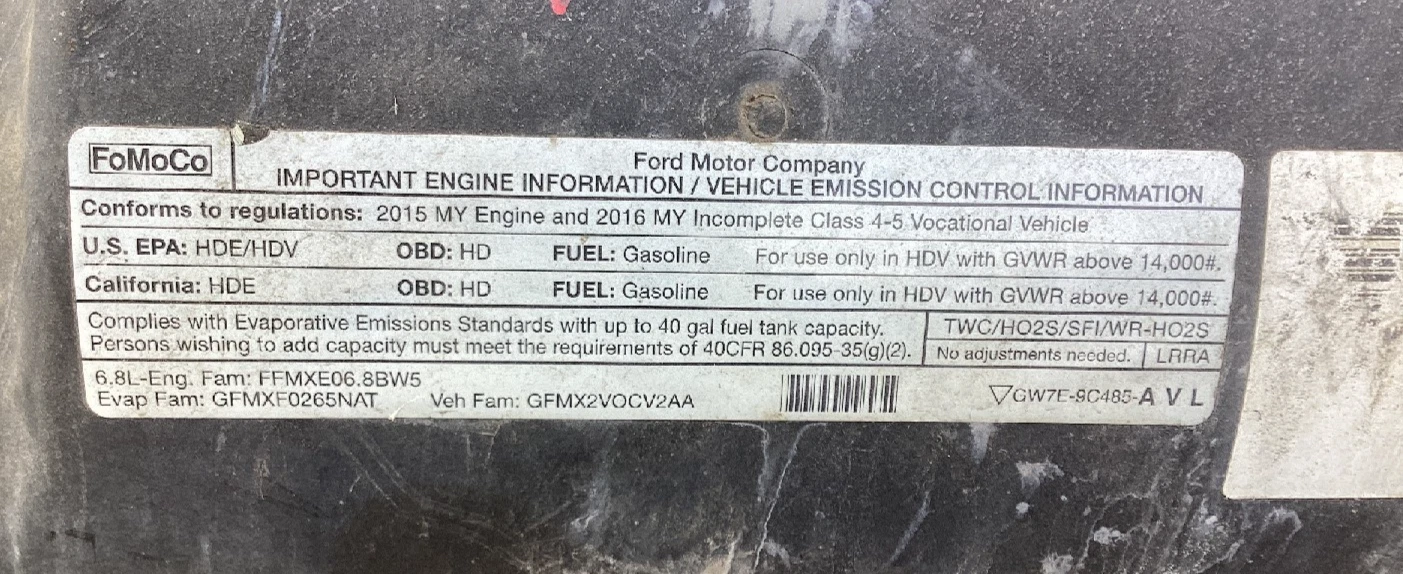 FoMoCo
Ford Motor Company
IMPORTANT ENGINE INFORMATION / VEHICLE EMISSION CONTROL INFORMATION
Conforms to regulations: 2015 MY Engine and 2016 MY Incomplete Class 4-5 Vocational Vehicle
U.S. EPA: HDE/HDV OBD: HD FUEL: Gasoline For use only in HDV with GVWR above 14,000#.
California: HDE OBD: HD FUEL: Gasoline For use only in HDV with GVWR above 14,000#.
Complies with Evaporative Emissions Standards with up to 40 gal fuel tank capacity.
Persons wishing to add capacity must meet the requirements of 40CFR 86.095-35(g)(2).
TWC/HO2S/SFI/WR-HO2S
No adjustments needed. LRRA
6.8L-Eng. Fam: FFMXE06.8BW5
Evap Fam: GFMXF0265NAT Veh Fam: GFMX2VOCV2AA
▽GW7E-9C485-A V L